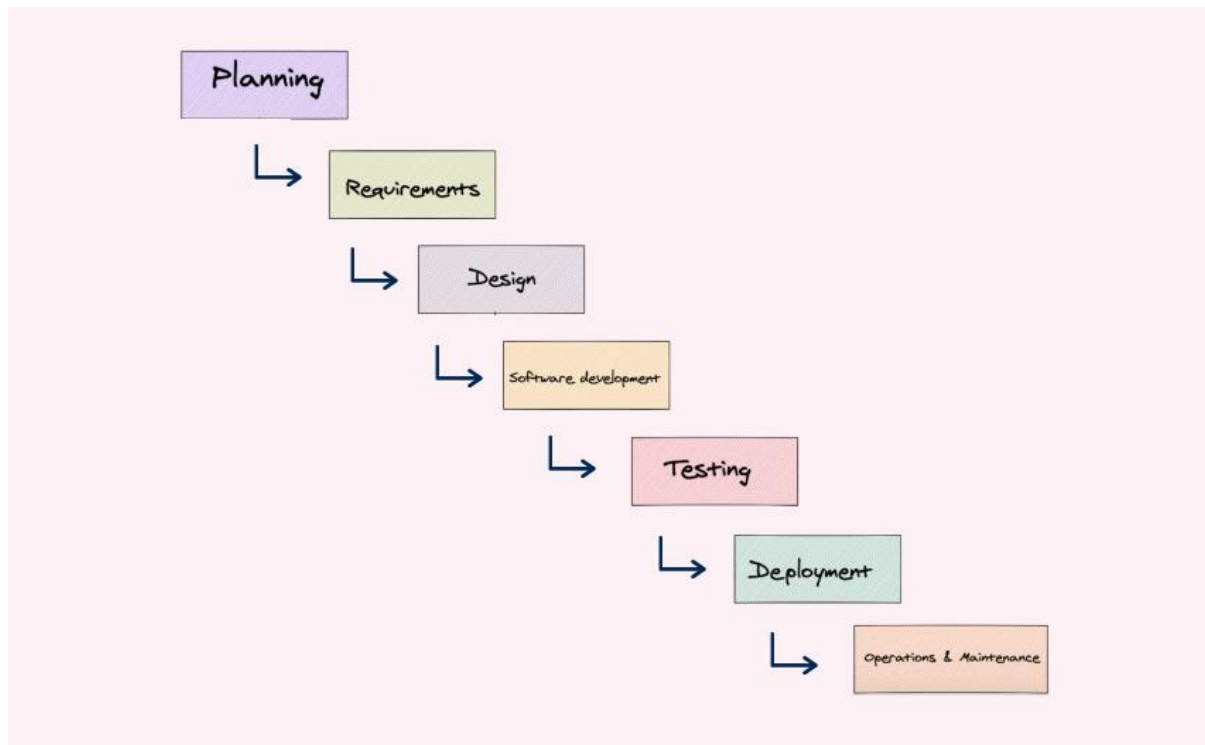 Planning
Requirements
Design
Software development
Testing
Deployment
Operations & Maintenance